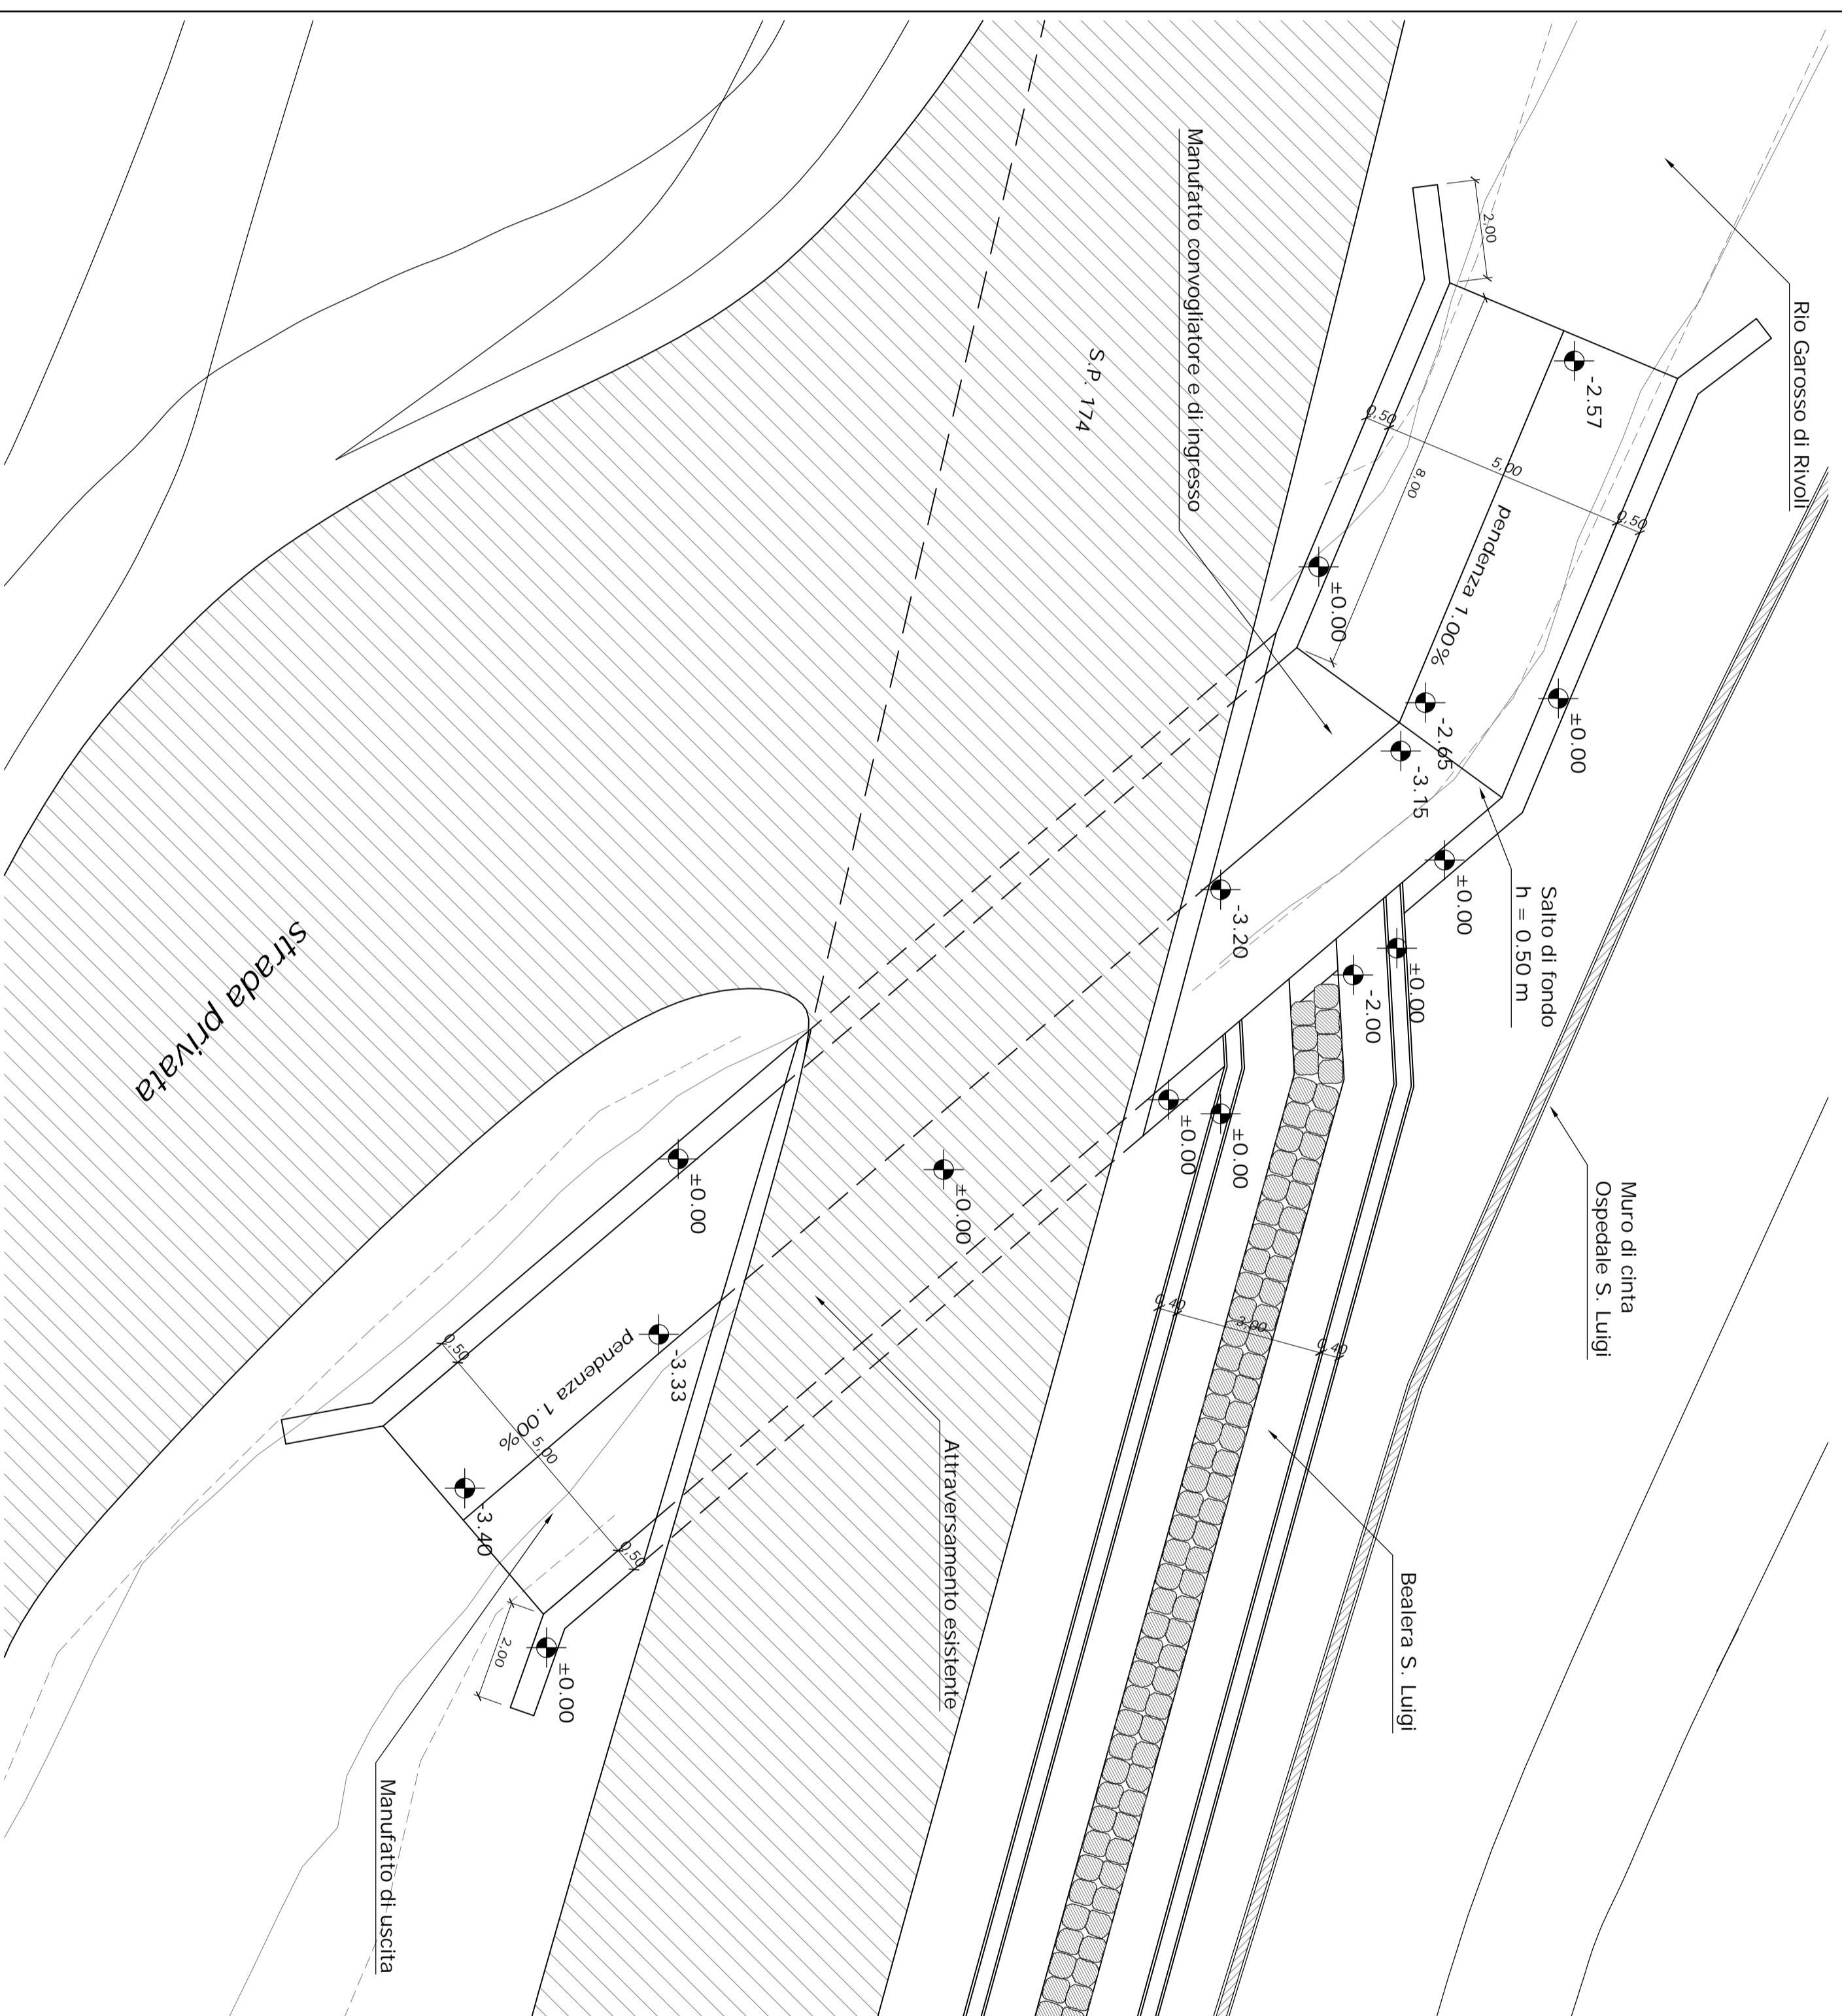 Rio Garosso di Rivoli
Muro di cinta
Ospedale S. Luigi
Bealera S. Luigi
Salto di fondo
h = 0.50 m
-2.57
±0.00
±0.00
-2.65
-3.15
±0.00
±0.00
-2.00
-3.20
±0.00
±0.00
2,00
0,50
5,00
0,50
8,00
pendenza 1.00%
Manufatto convogliatore e di ingresso
S.P. 174
0,40
3,00
0,40
±0.00
Attraversamento esistente
±0.00
-3.33
pendenza 1.00%
0,50
5,00
0,50
-3.40
±0.00
2,00
Manufatto di uscita
strada privata